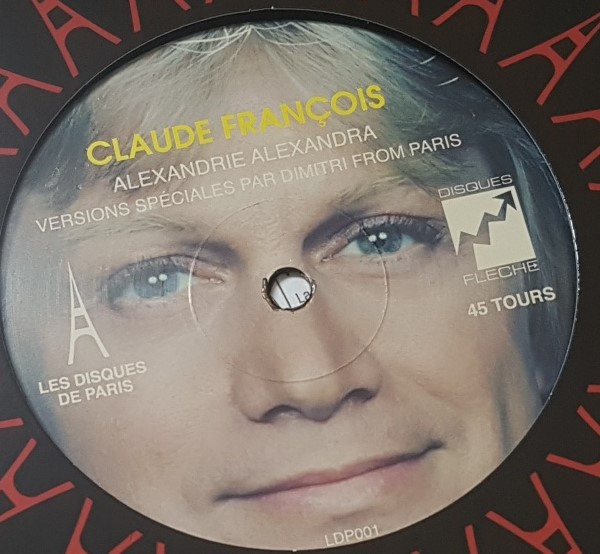 CLAUDE FRANÇOIS
ALEXANDRIE ALEXANDRA
VERSIONS SPÉCIALES PAR DIMITRI FROM PARIS
DISQUES
FLECHE
45 TOURS
LES DISQUES
DE PARIS
La
LDP001